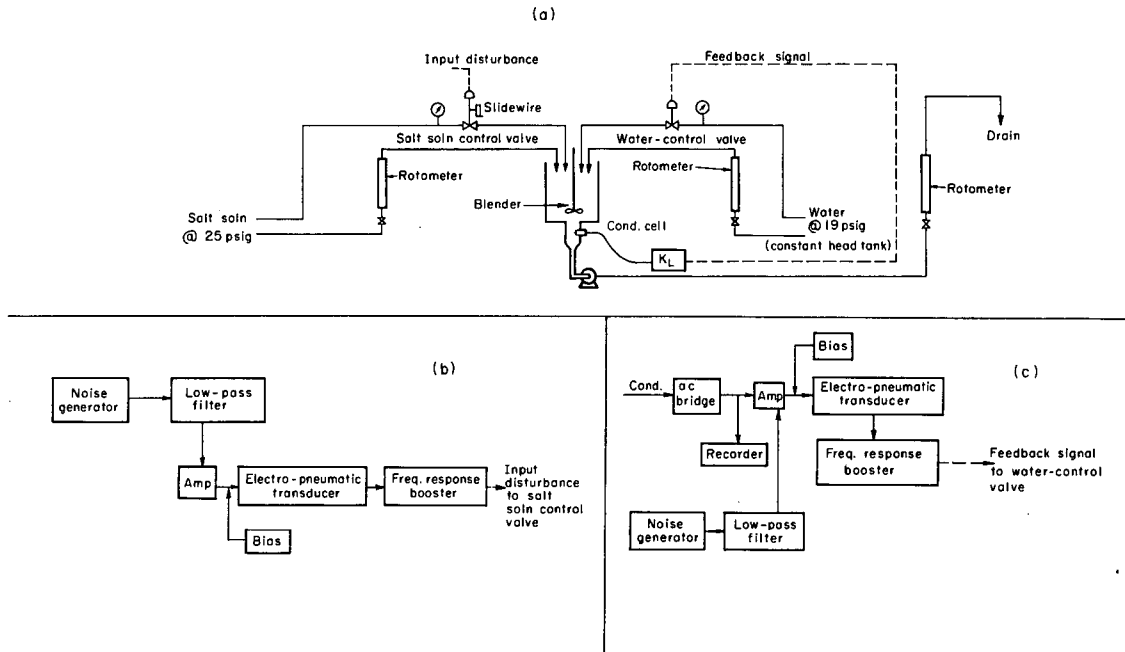 (a)
Input disturbance
Feedback signal
Slidewire
Salt soln control valve
Water-control valve
Drain
Rotometer
Rotometer
Rotometer
Blender
Salt soln
@ 25 psig
Cond. cell
Water
@ 19 psig
(constant head tank)
K_L
(b)
Noise
generator
Low-pass
filter
Amp
Electro-pneumatic
transducer
Freq. response
booster
Input
disturbance
to salt
soln control
valve
Bias
(c)
Bias
Cond.
ac
bridge
Amp
Electro-pneumatic
transducer
Recorder
Freq. response
booster
Feedback signal
to water-control
valve
Noise
generator
Low-pass
filter